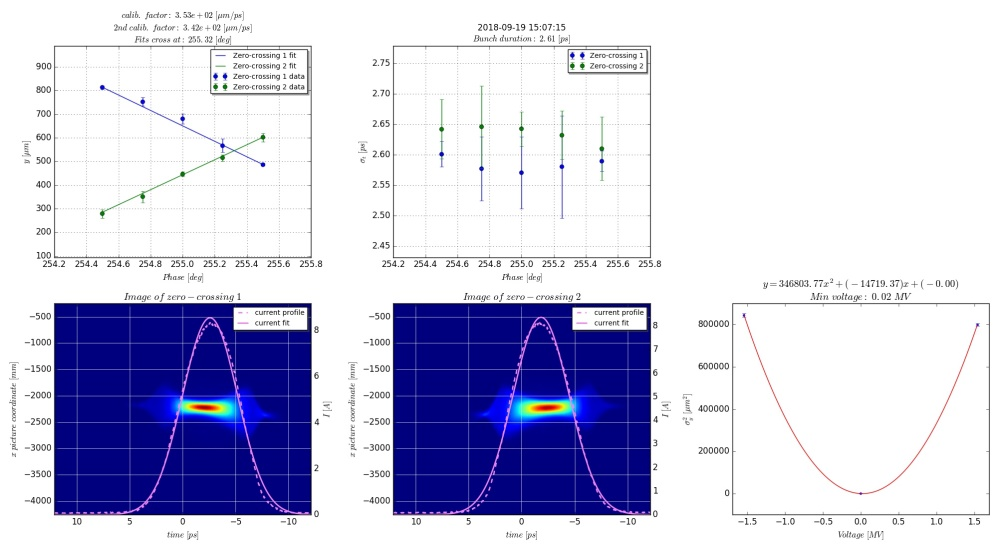 calib. factor: 3.53e+02 [μm/ps]
2nd calib. factor: 3.42e+02 [μm/ps]
Fits cross at: 255.32 [deg]
Zero-crossing 1 fit
Zero-crossing 2 fit
Zero-crossing 1 data
Zero-crossing 2 data
900
800
700
600
500
400
300
200
100
y [μm]
254.2 254.4 254.6 254.8 255.0 255.2 255.4 255.6 255.8
Phase [deg]
2018-09-19 15:07:15
Bunch duration: 2.61 [ps]
Zero-crossing 1
Zero-crossing 2
2.75
2.70
2.65
2.60
2.55
2.50
2.45
σt [ps]
254.2 254.4 254.6 254.8 255.0 255.2 255.4 255.6 255.8
Phase [deg]
Image of zero−crossing 1
current profile
current fit
−500
−1000
−1500
−2000
−2500
−3000
−3500
−4000
x picture coordinate [mm]
8
6
4
2
0
I [A]
10 5 0 −5 −10
time [ps]
Image of zero−crossing 2
current profile
current fit
−500
−1000
−1500
−2000
−2500
−3000
−3500
−4000
x picture coordinate [mm]
8
7
6
5
4
3
2
1
0
I [A]
10 5 0 −5 −10
time [ps]
y = 346803.77x² + ( − 14719.37)x + ( − 0.00)
Min voltage: 0.02 MV
800000
600000
400000
200000
0
−1.5 −1.0 −0.5 0.0 0.5 1.0 1.5
Voltage [MV]